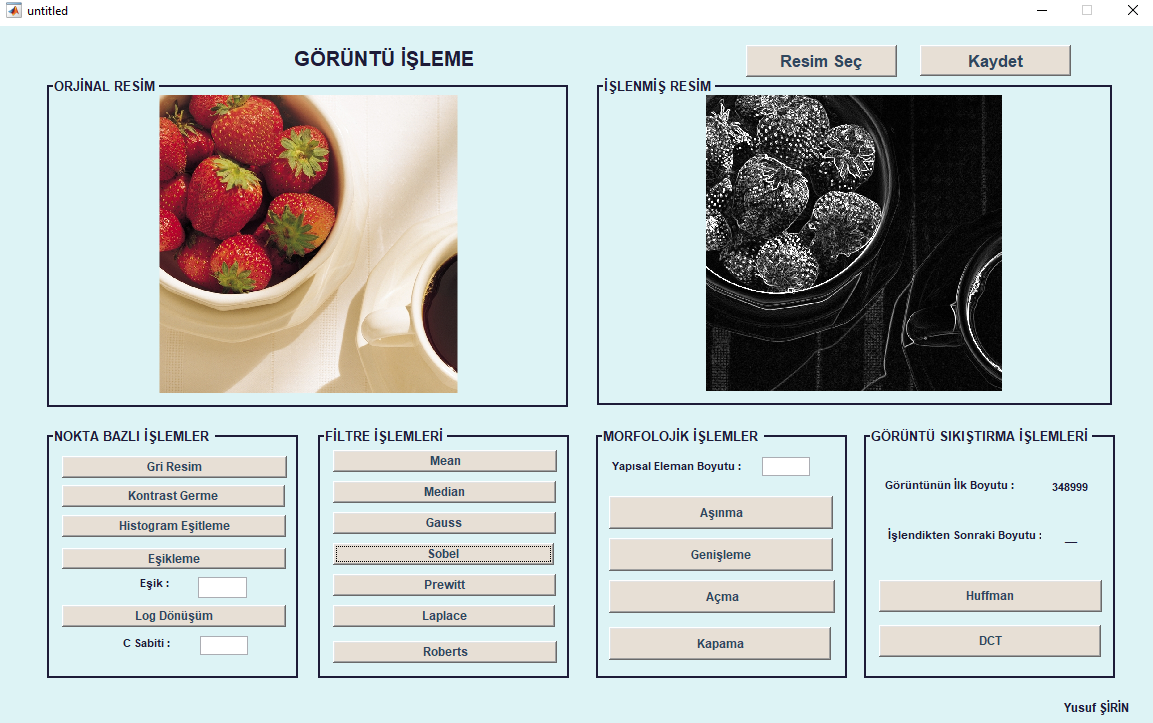 untitled
GÖRÜNTÜ İŞLEME
Resim Seç
Kaydet
ORJİNAL RESİM
İŞLENMİŞ RESİM
NOKTA BAZLI İŞLEMLER
Gri Resim
Kontrast Germe
Histogram Eşitleme
Eşikleme
Eşik :
Log Dönüşüm
C Sabiti :
FİLTRE İŞLEMLERİ
Mean
Median
Gauss
Sobel
Prewitt
Laplace
Roberts
MORFOLOJİK İŞLEMLER
Yapısal Eleman Boyutu :
Aşınma
Genişleme
Açma
Kapama
GÖRÜNTÜ SIKIŞTIRMA İŞLEMLERİ
Görüntünün İlk Boyutu : 348999
İşlendikten Sonraki Boyutu : __
Huffman
DCT
Yusuf ŞİRİN